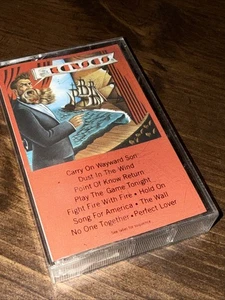 KANSAS
Carry On Wayward Son
Dust In The Wind
Point Of Know Return
Play The Game Tonight
Fight Fire With Fire • Hold On
Song For America • The Wall
No One Together • Perfect Lover